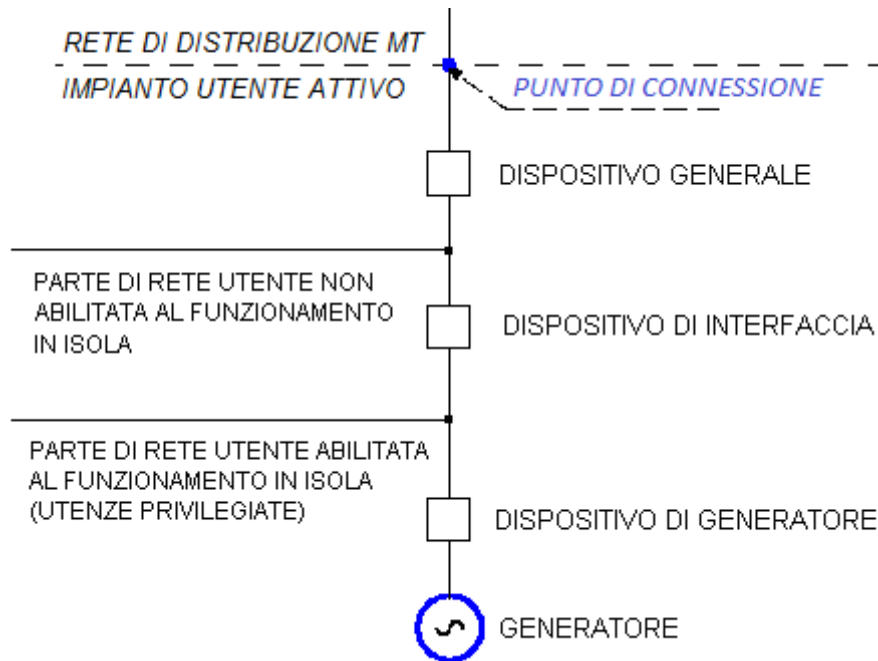 RETE DI DISTRIBUZIONE MT
IMPIANTO UTENTE ATTIVO
PUNTO DI CONNESSIONE
DISPOSITIVO GENERALE
PARTE DI RETE UTENTE NON
ABILITATA AL FUNZIONAMENTO
IN ISOLA
DISPOSITIVO DI INTERFACCIA
PARTE DI RETE UTENTE ABILITATA
AL FUNZIONAMENTO IN ISOLA
(UTENZE PRIVILEGIATE)
DISPOSITIVO DI GENERATORE
GENERATORE